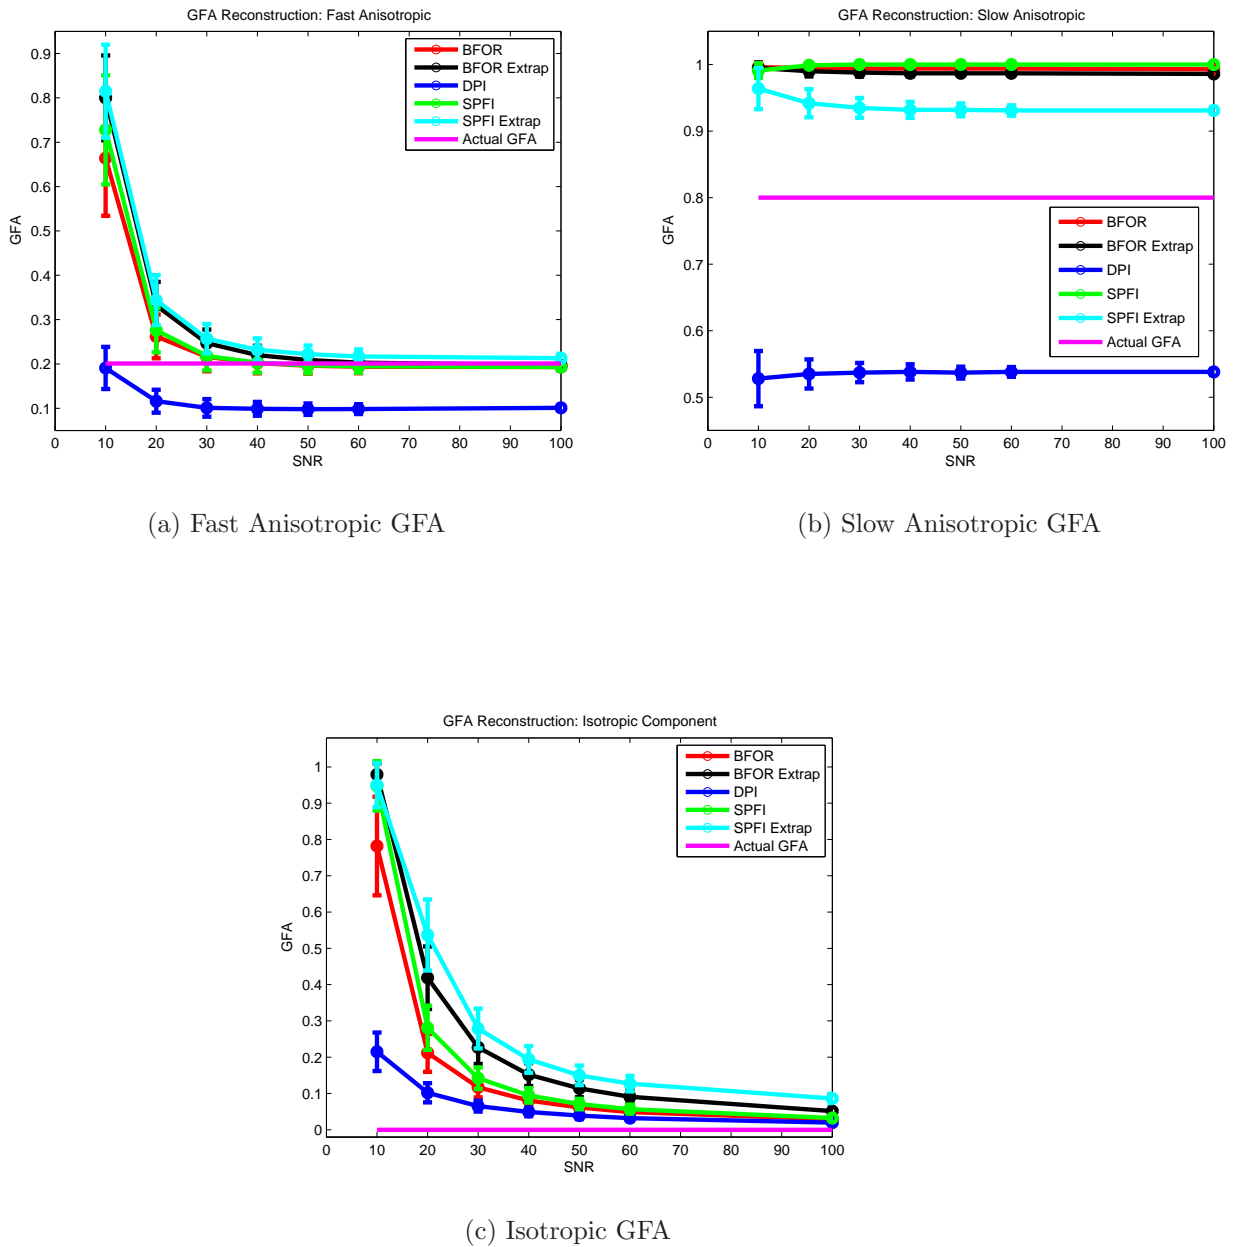 GFA Reconstruction: Fast Anisotropic
GFA
0.9
0.8
0.7
0.6
0.5
0.4
0.3
0.2
0.1
0 10 20 30 40 50 60 70 80 90 100
SNR
BFOR
BFOR Extrap
DPI
SPFI
SPFI Extrap
Actual GFA
(a) Fast Anisotropic GFA
GFA Reconstruction: Slow Anisotropic
GFA
1
0.9
0.8
0.7
0.6
0.5
0 10 20 30 40 50 60 70 80 90 100
SNR
BFOR
BFOR Extrap
DPI
SPFI
SPFI Extrap
Actual GFA
(b) Slow Anisotropic GFA
GFA Reconstruction: Isotropic Component
GFA
1
0.9
0.8
0.7
0.6
0.5
0.4
0.3
0.2
0.1
0
0 10 20 30 40 50 60 70 80 90 100
SNR
BFOR
BFOR Extrap
DPI
SPFI
SPFI Extrap
Actual GFA
(c) Isotropic GFA